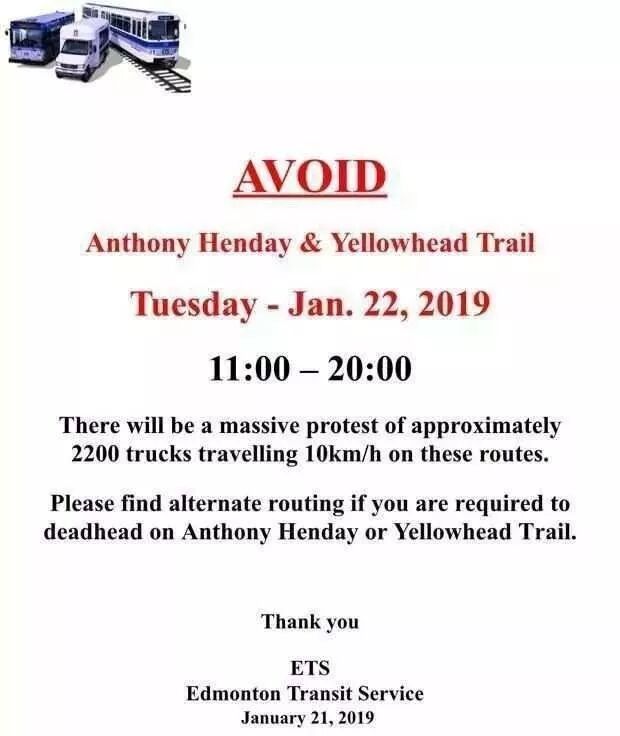 AVOID
Anthony Henday & Yellowhead Trail
Tuesday - Jan. 22, 2019
11:00 – 20:00
There will be a massive protest of approximately
2200 trucks travelling 10km/h on these routes.
Please find alternate routing if you are required to
deadhead on Anthony Henday or Yellowhead Trail.
Thank you
ETS
Edmonton Transit Service
January 21, 2019